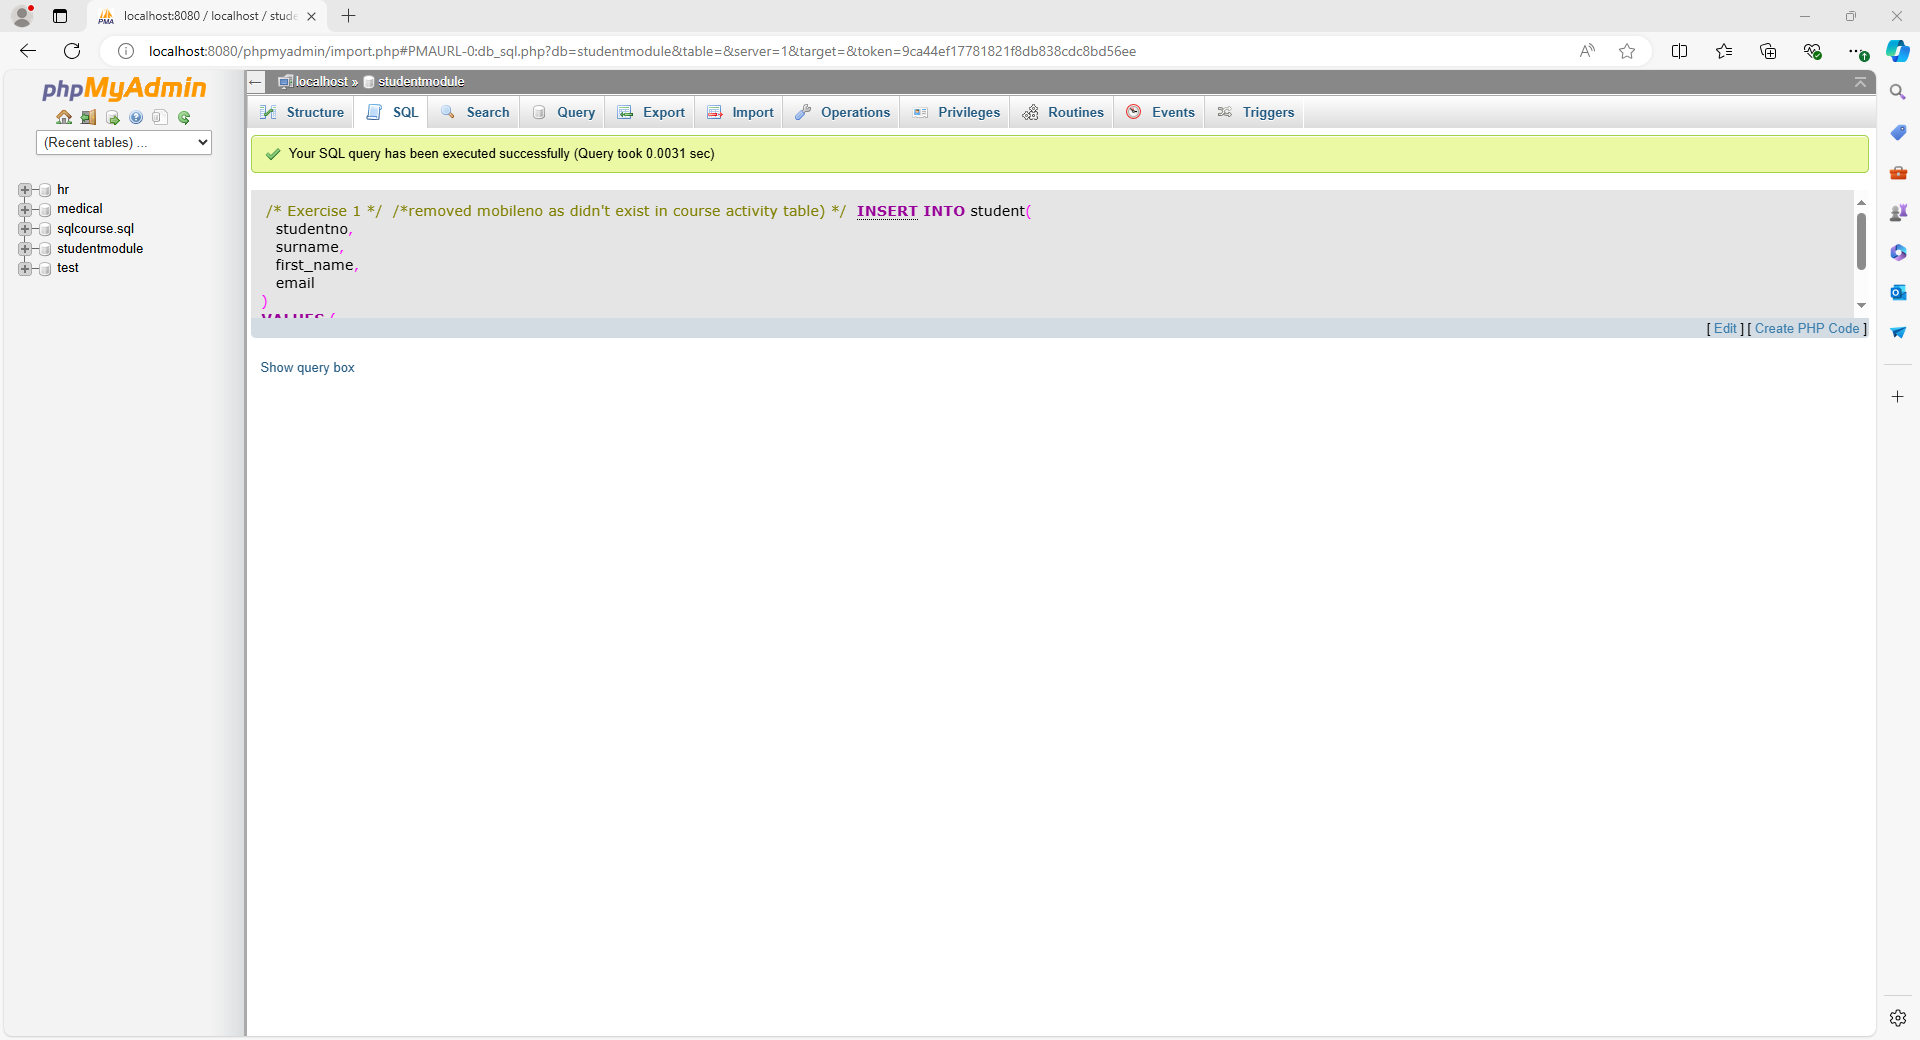 localhost:8080 / localhost / stude
localhost:8080/phpmyadmin/import.php#PMAURL-0:db_sql.php?db=studentmodule&table=&server=1&target=&token=9ca44ef17781821f8db838cdc8bd56ee
phpMyAdmin
(Recent tables) ...
hr
medical
sqlcourse.sql
studentmodule
test
localhost » studentmodule
Structure SQL Search Query Export Import Operations Privileges Routines Events Triggers
Your SQL query has been executed successfully (Query took 0.0031 sec)
/* Exercise 1 */ /*removed mobileno as didn't exist in course activity table) */ INSERT INTO student(
studentno,
surname,
first_name,
email
)
VALUES (
[ Edit ] [ Create PHP Code ]
Show query box